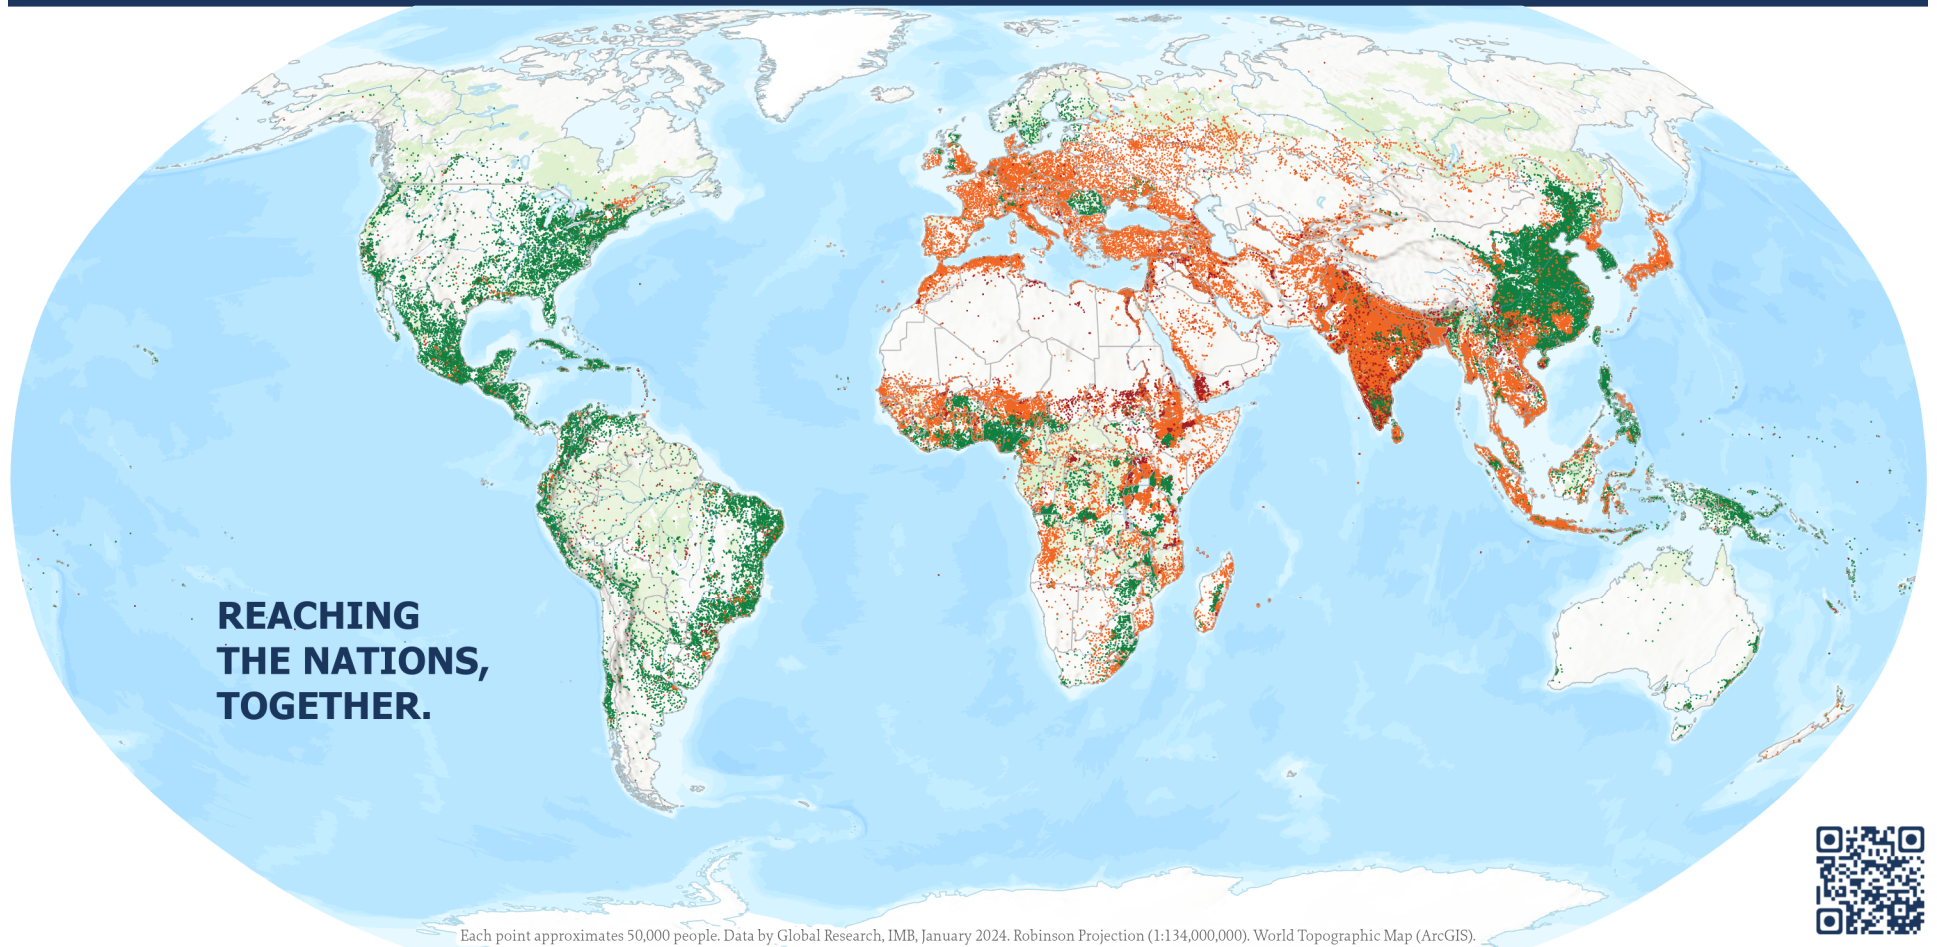 REACHING
THE NATIONS,
TOGETHER.
Each point approximates 50,000 people. Data by Global Research, IMB, January 2024. Robinson Projection (1:134,000,000). World Topographic Map (ArcGIS).